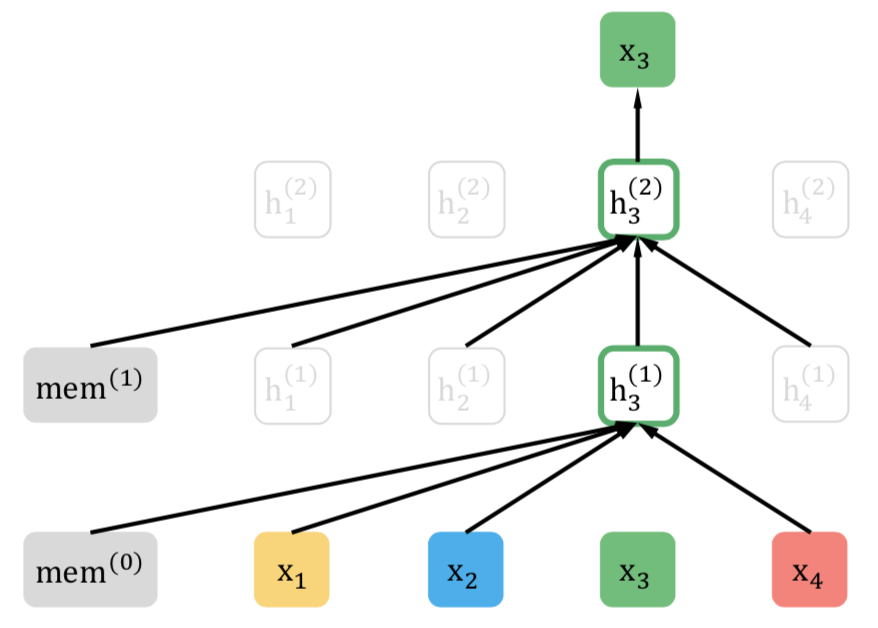 x₃
h₁⁽²⁾ h₂⁽²⁾ h₃⁽²⁾ h₄⁽²⁾
mem⁽¹⁾ h₁⁽¹⁾ h₂⁽¹⁾ h₃⁽¹⁾ h₄⁽¹⁾
mem⁽⁰⁾ x₁ x₂ x₃ x₄